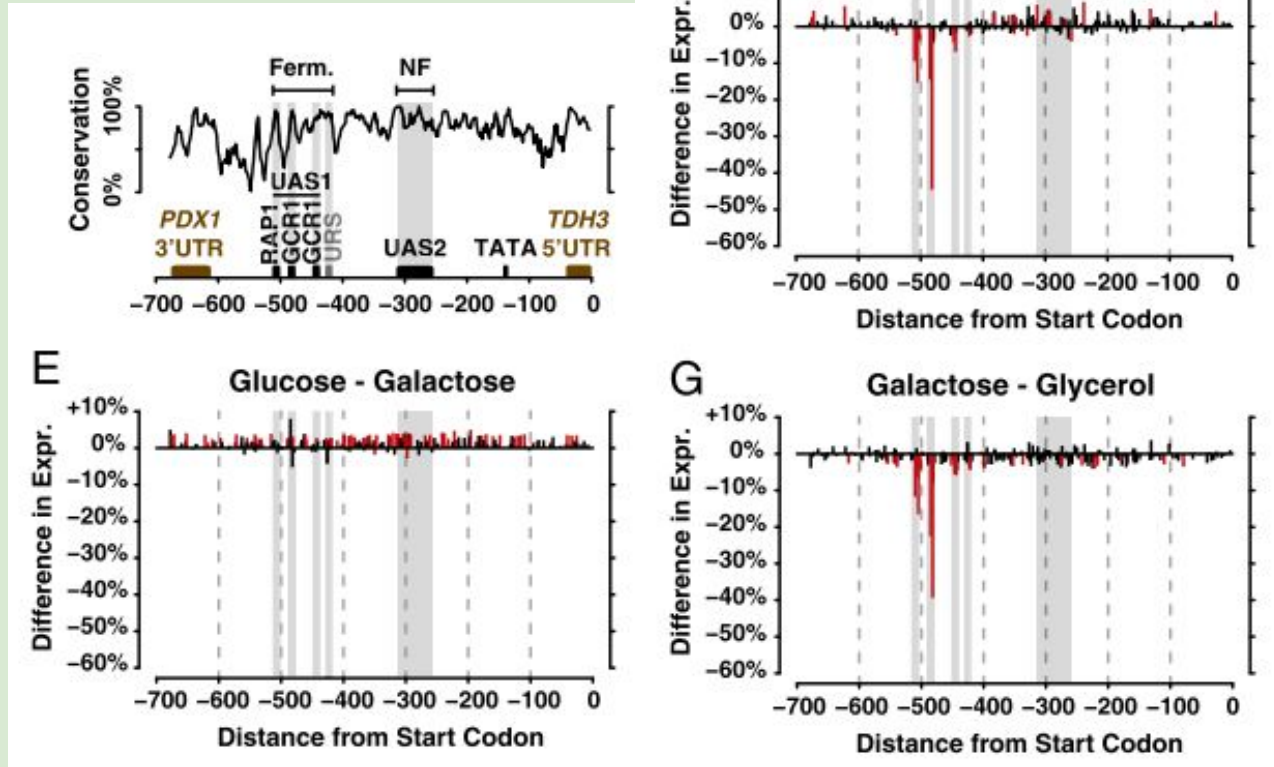 Ferm. NF
Conservation
100%
0%
UAS1
PDX1
3'UTR
RAP1
GCR1
GCR1
URS
UAS2
TATA
TDH3
5'UTR
−700 −600 −500 −400 −300 −200 −100 0
Difference in Expr.
0%
−10%
−20%
−30%
−40%
−50%
−60%
−700 −600 −500 −400 −300 −200 −100 0
Distance from Start Codon
E
Glucose - Galactose
Difference in Expr.
+10%
0%
−10%
−20%
−30%
−40%
−50%
−60%
−700 −600 −500 −400 −300 −200 −100 0
Distance from Start Codon
G
Galactose - Glycerol
Difference in Expr.
+10%
0%
−10%
−20%
−30%
−40%
−50%
−60%
−700 −600 −500 −400 −300 −200 −100 0
Distance from Start Codon